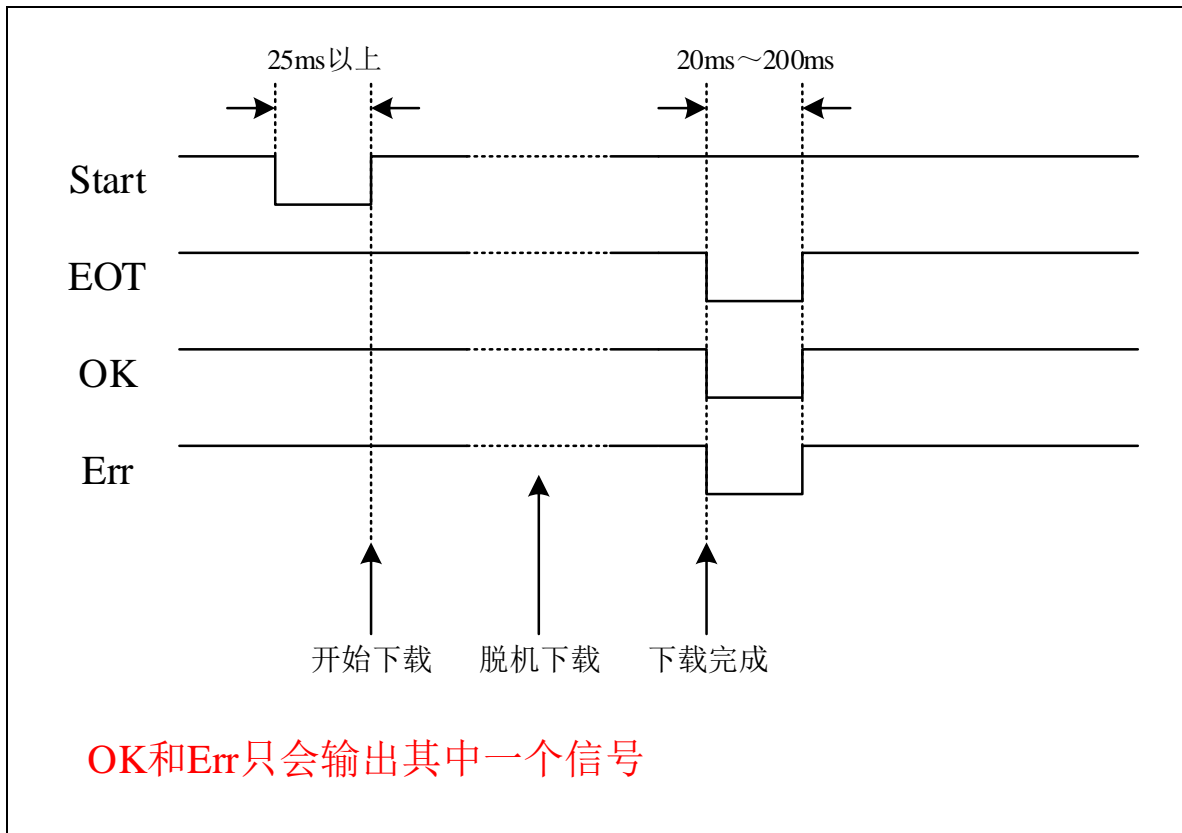 25ms以上
20ms～200ms
Start
EOT
OK
Err
开始下载
脱机下载
下载完成
OK和Err只会输出其中一个信号